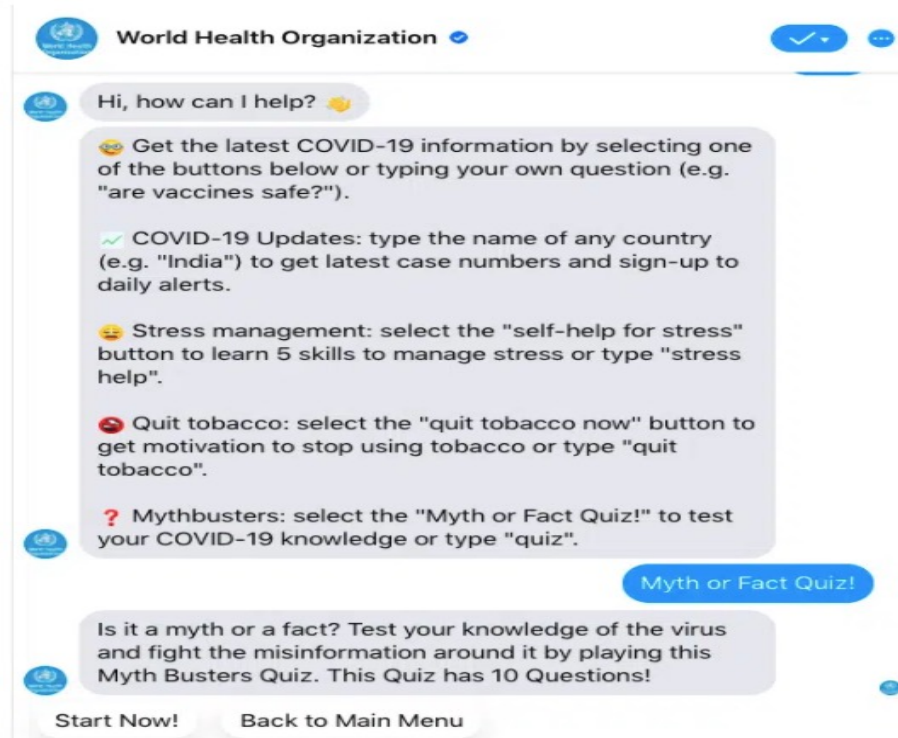 World Health Organization
Hi, how can I help?
Get the latest COVID-19 information by selecting one
of the buttons below or typing your own question (e.g.
"are vaccines safe?").
COVID-19 Updates: type the name of any country
(e.g. "India") to get latest case numbers and sign-up to
daily alerts.
Stress management: select the "self-help for stress"
button to learn 5 skills to manage stress or type "stress
help".
Quit tobacco: select the "quit tobacco now" button to
get motivation to stop using tobacco or type "quit
tobacco".
Mythbusters: select the "Myth or Fact Quiz!" to test
your COVID-19 knowledge or type "quiz".
Myth or Fact Quiz!
Is it a myth or a fact? Test your knowledge of the virus
and fight the misinformation around it by playing this
Myth Busters Quiz. This Quiz has 10 Questions!
Start Now! Back to Main Menu